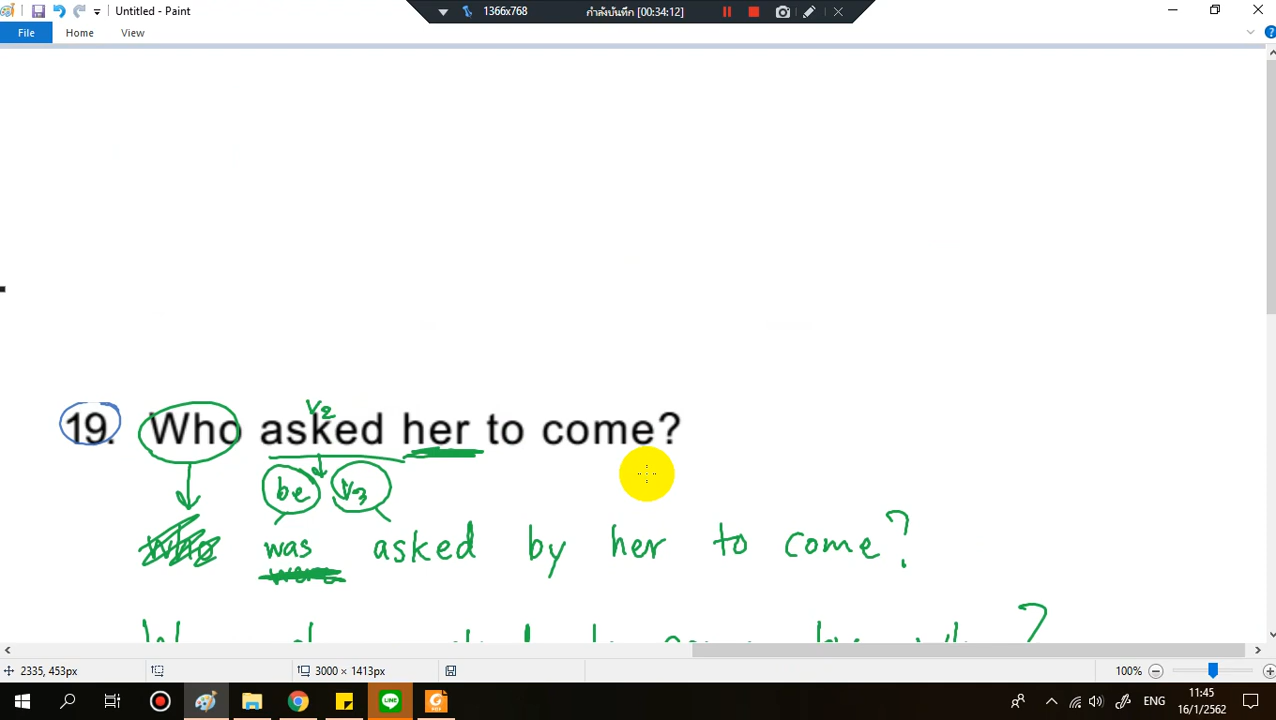 Untitled - Paint
1366x768
กำลังบันทึก [00:34:12]
File Home View
V2
19. Who asked her to come?
be V3
who was asked by her to come?
were
2335, 453px
3000 × 1413px
100%
ENG
11:45
16/1/2562